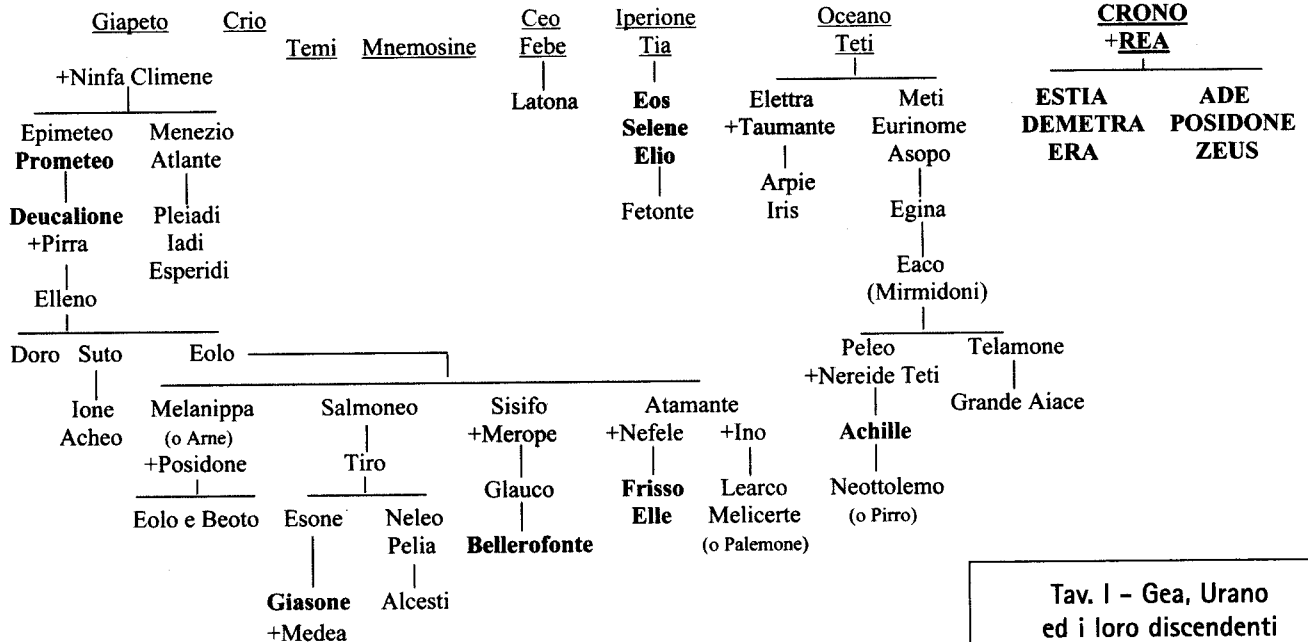 Giapeto Crio Ceo Iperione Oceano CRONO
Temi Mnemosine Febe Tia Teti +REA
+Ninfa Climene
Latona Eos Elettra Meti ESTIA ADE
Epimeteo Menezio Selene +Taumante Eurinome DEMETRA POSIDONE
Prometeo Atlante Elio Asopo ERA ZEUS
Arpie
Deucalione Pleiadi Fetonte Iris Egina
+Pirra Iadi
Esperidi Eaco
Elleno (Mirmidoni)
Doro Suto Eolo Peleo Telamone
+Nereide Teti
Ione Melanippa Salmoneo Sisifo Atamante Grande Aiace
Acheo (o Arne) +Merope +Nefele +Ino Achille
+Posidone Tiro
Glauco Frisso Learco Neottolemo
Eolo e Beoto Esone Neleo Elle Melicerte (o Pirro)
Pelia Bellerofonte (o Palemone)
Giasone Alcesti
+Medea
Tav. I – Gea, Urano
ed i loro discendenti